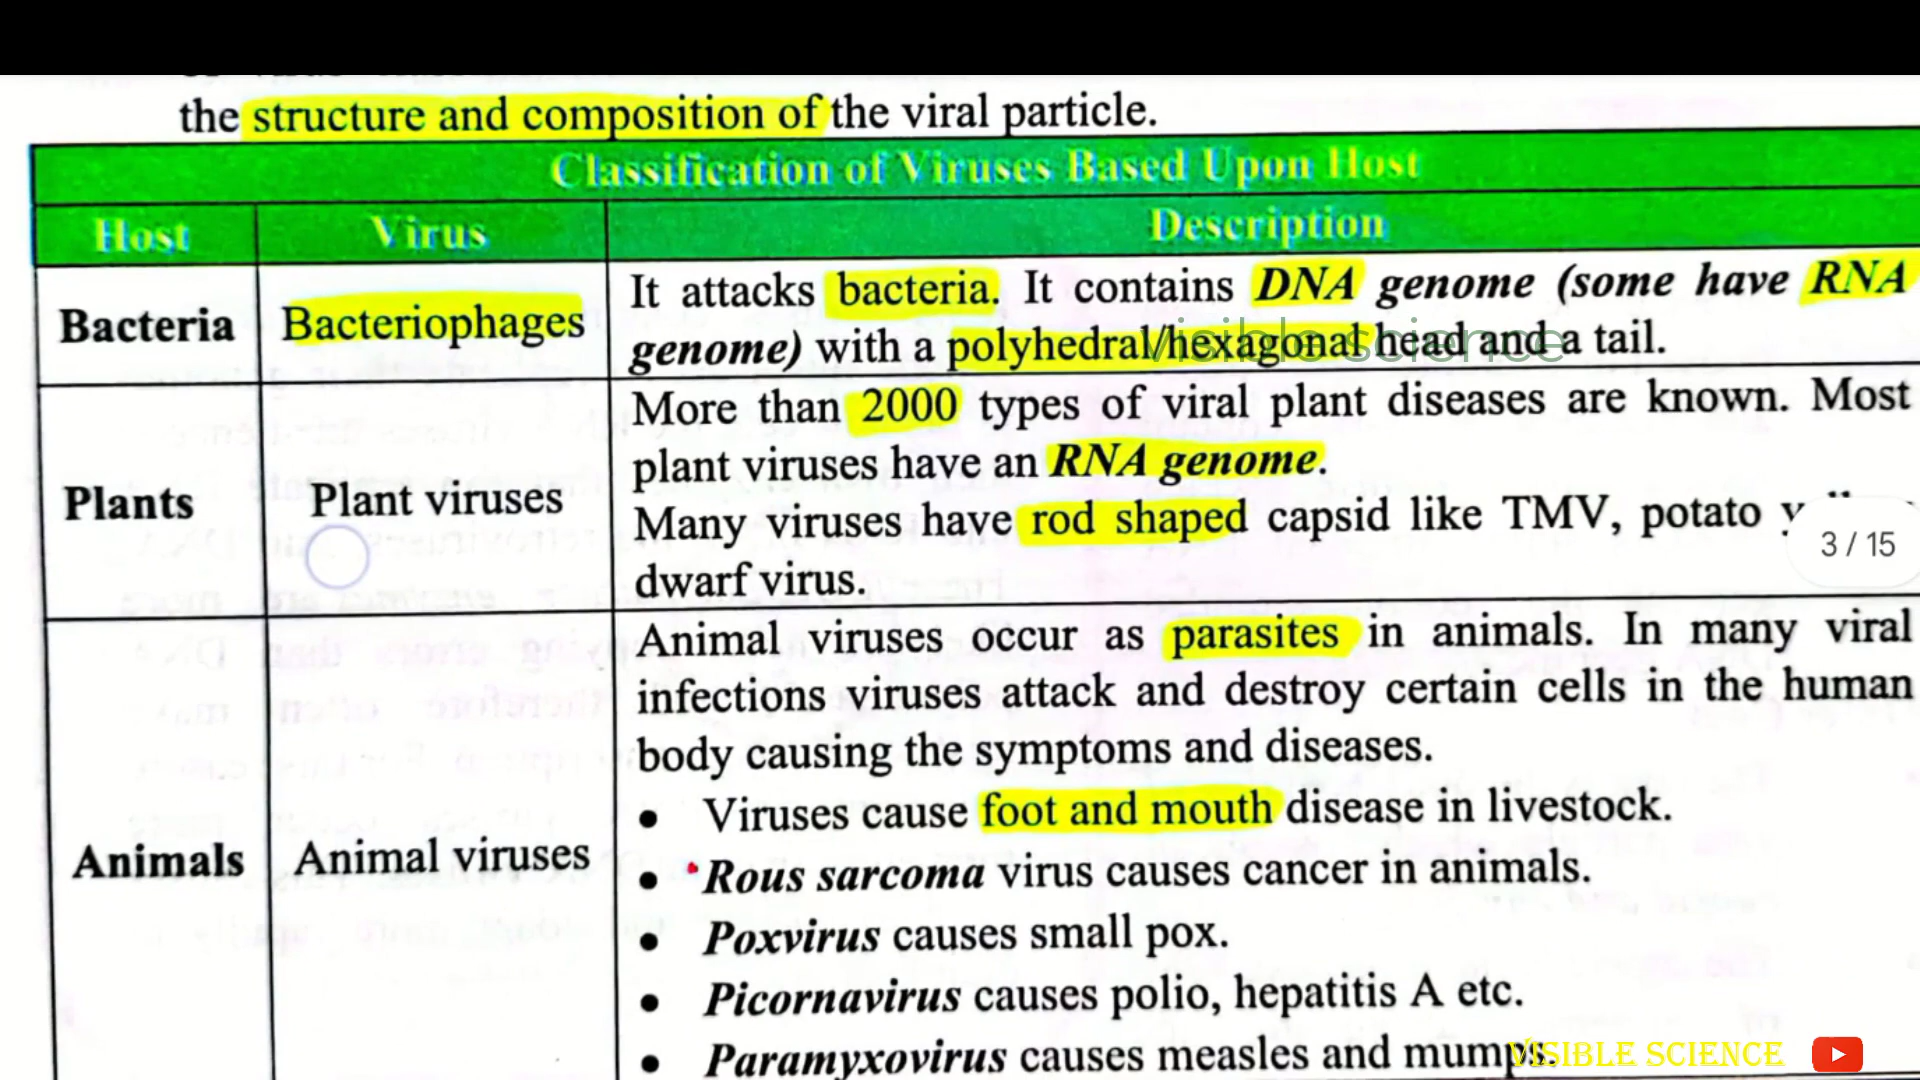 the structure and composition of the viral particle.
Classification of Viruses Based Upon Host
Host Virus Description
Bacteria Bacteriophages
It attacks bacteria. It contains DNA genome (some have RNA
genome) with a polyhedral/hexagonal head and a tail.
visible science
Plants Plant viruses
More than 2000 types of viral plant diseases are known. Most
plant viruses have an RNA genome.
Many viruses have rod shaped capsid like TMV, potato
dwarf virus.
3 / 15
Animals Animal viruses
Animal viruses occur as parasites in animals. In many viral
infections viruses attack and destroy certain cells in the human
body causing the symptoms and diseases.
• Viruses cause foot and mouth disease in livestock.
• Rous sarcoma virus causes cancer in animals.
• Poxvirus causes small pox.
• Picornavirus causes polio, hepatitis A etc.
• Paramyxovirus causes measles and mumps.
VISIBLE SCIENCE